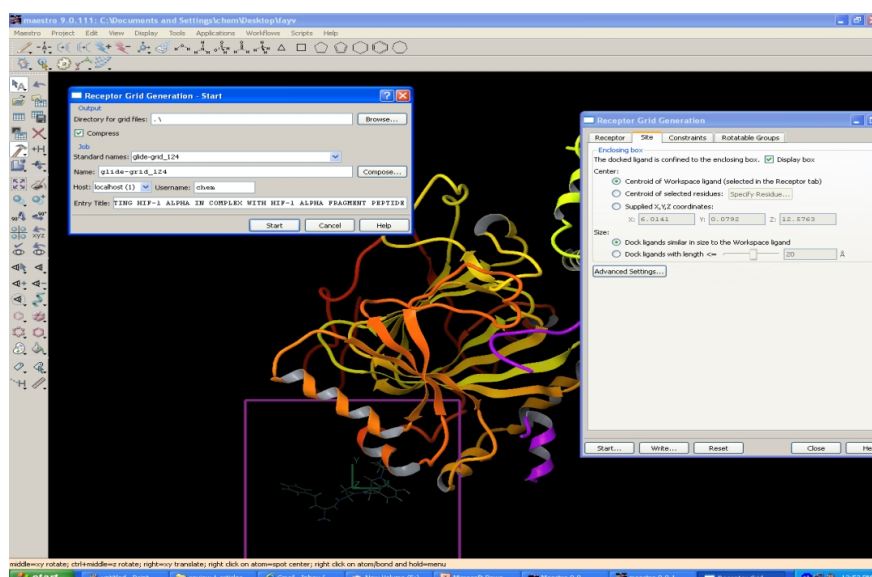 maestro 9.0.111: C:\Documents and Settings\chem\Desktop\fayv
Maestro Project Edit View Display Tools Applications Workflows Scripts Help
Receptor Grid Generation - Start
Output
Directory for grid files: .\ Browse...
Compress
Job
Standard names: glide-grid_124
Name: glide-grid_124 Compose...
Host: localhost (1) Username: chem
Entry Title: TING HIF-1 ALPHA IN COMPLEX WITH HIF-1 ALPHA FRAGMENT PEPTIDE
Start Cancel Help
Receptor Grid Generation
Receptor Site Constraints Rotatable Groups
Enclosing box
The docked ligand is confined to the enclosing box. Display box
Center:
Centroid of Workspace ligand (selected in the Receptor tab)
Centroid of selected residues: Specify Residue...
Supplied X,Y,Z coordinates:
X: 6.0141 Y: 0.0792 Z: 12.5763
Size:
Dock ligands similar in size to the Workspace ligand
Dock ligands with length <= 20 Å
Advanced Settings...
Start... Write... Reset Close
middle=xy rotate; ctrl+middle=z rotate; right=xy translate; right click on atom=spot center; right click on atom/bond and hold=menu